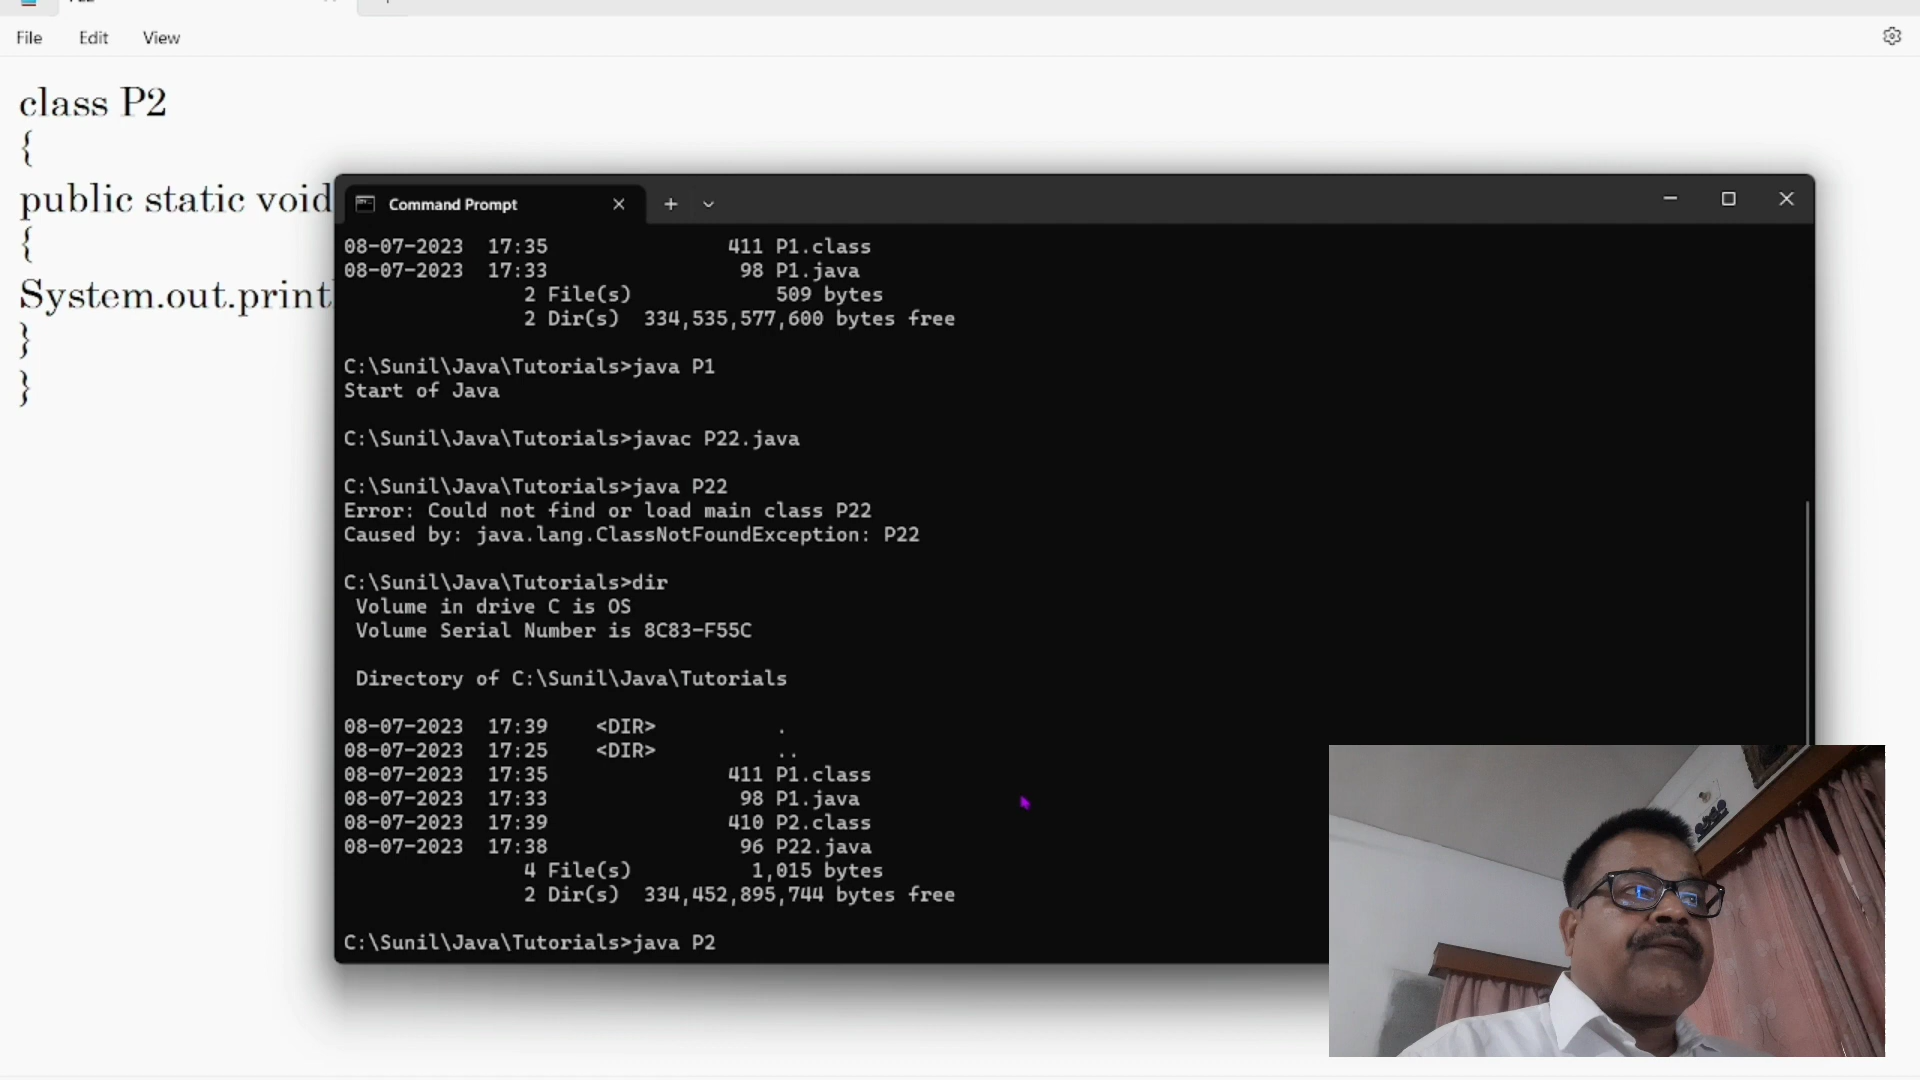 File Edit View
class P2
{
public static void
{
System.out.print
}
}
Command Prompt
08-07-2023 17:35 411 P1.class
08-07-2023 17:33 98 P1.java
2 File(s) 509 bytes
2 Dir(s) 334,535,577,600 bytes free
C:\Sunil\Java\Tutorials>java P1
Start of Java
C:\Sunil\Java\Tutorials>javac P22.java
C:\Sunil\Java\Tutorials>java P22
Error: Could not find or load main class P22
Caused by: java.lang.ClassNotFoundException: P22
C:\Sunil\Java\Tutorials>dir
Volume in drive C is OS
Volume Serial Number is 8C83-F55C
Directory of C:\Sunil\Java\Tutorials
08-07-2023 17:39 <DIR> .
08-07-2023 17:25 <DIR> ..
08-07-2023 17:35 411 P1.class
08-07-2023 17:33 98 P1.java
08-07-2023 17:39 410 P2.class
08-07-2023 17:38 96 P22.java
4 File(s) 1,015 bytes
2 Dir(s) 334,452,895,744 bytes free
C:\Sunil\Java\Tutorials>java P2